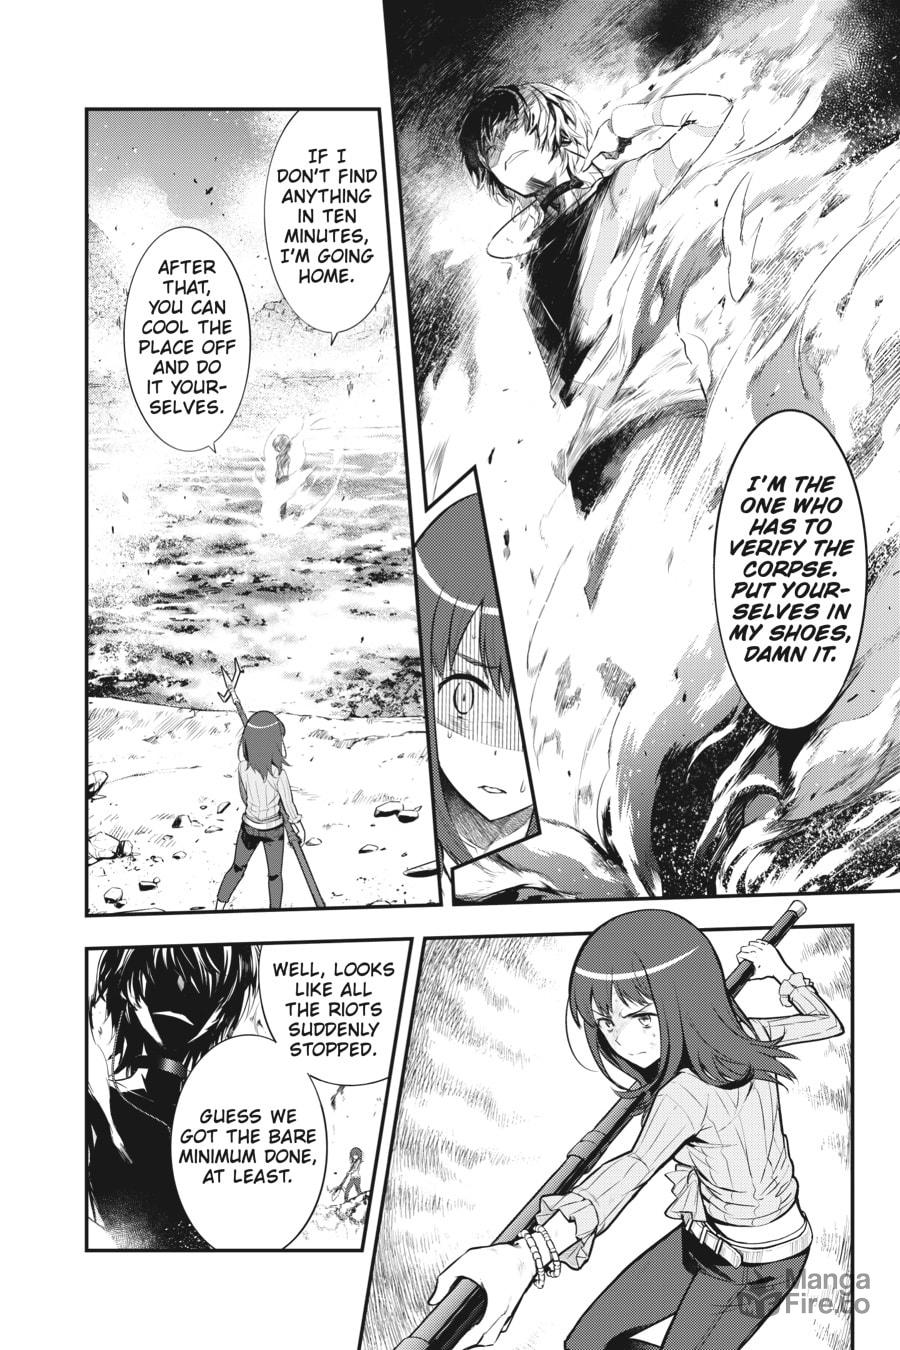 I'M THE
ONE WHO
HAS TO
VERIFY THE
CORPSE.
PUT YOUR-
SELVES IN
MY SHOES,
DAMN IT.
IF I
DON'T FIND
ANYTHING
IN TEN
MINUTES,
I'M GOING
HOME.
AFTER
THAT,
YOU CAN
COOL THE
PLACE OFF
AND DO
IT YOUR-
SELVES.
WELL, LOOKS
LIKE ALL
THE RIOTS
SUDDENLY
STOPPED.
GUESS WE
GOT THE BARE
MINIMUM DONE,
AT LEAST.
Manga
Fire.to